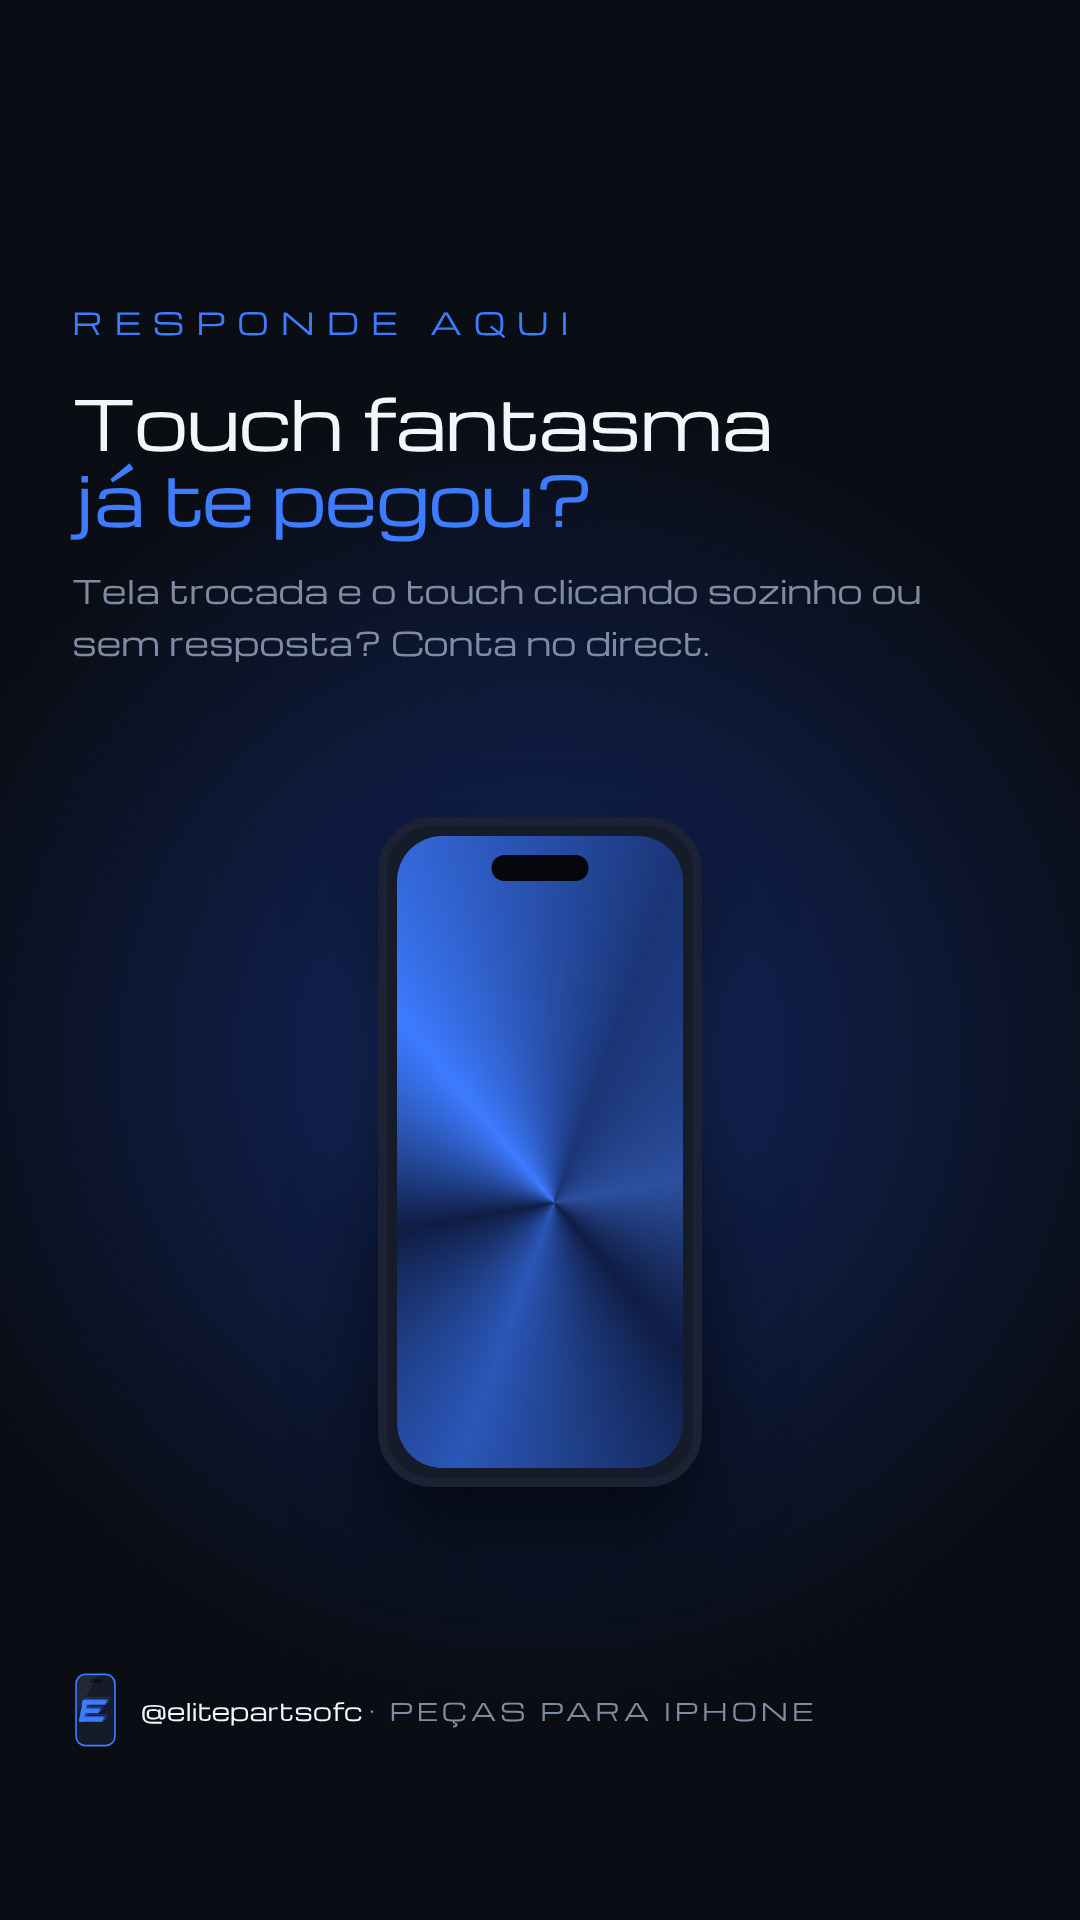 RESPONDE AQUI
Touch fantasma
já te pegou?
Tela trocada e o touch clicando sozinho ou
sem resposta? Conta no direct.
E
@elitepartsofc · PEÇAS PARA IPHONE